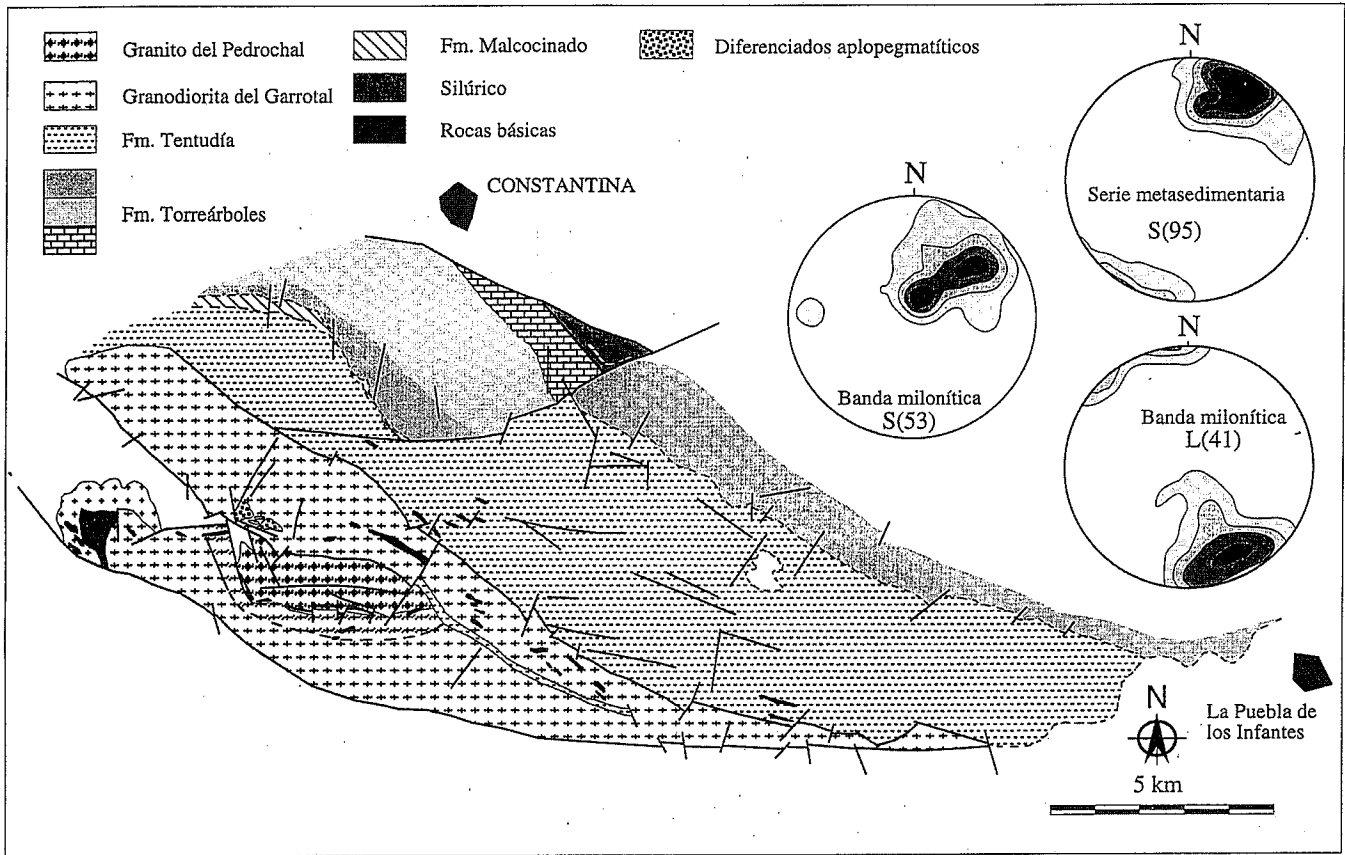 Granito del Pedrochal
Granodiorita del Garrotal
Fm. Tentudía
Fm. Torreárboles
Fm. Malcocinado
Silúrico
Rocas básicas
Diferenciados aplopegmatíticos
CONSTANTINA
N
Serie metasedimentaria
S(95)
N
Banda milonítica
S(53)
N
Banda milonítica
L(41)
N
La Puebla de
los Infantes
5 km